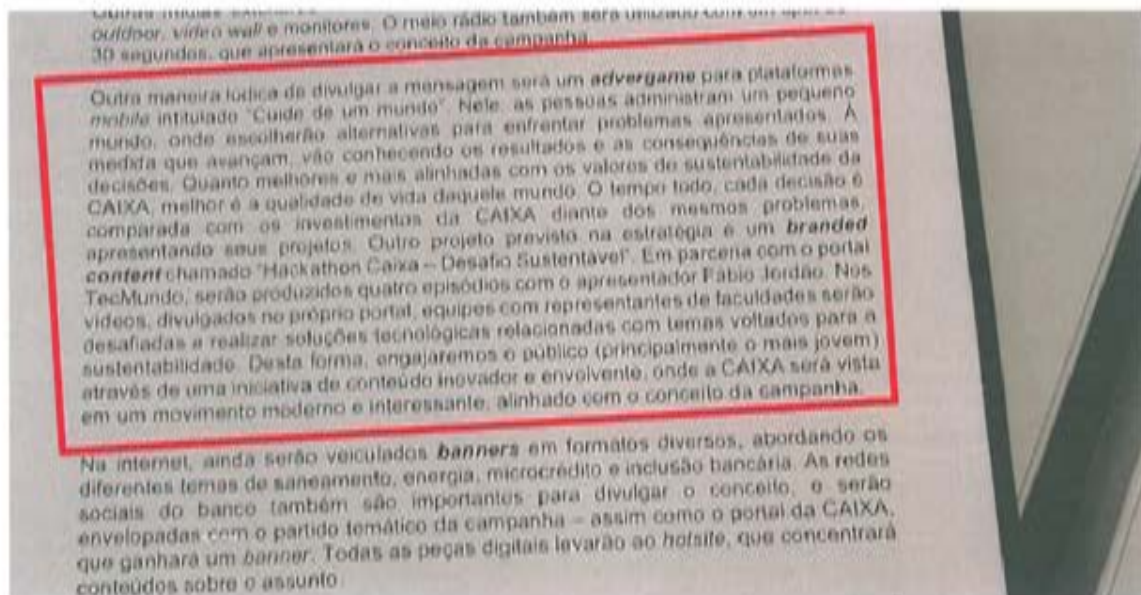 outdoor, video wall e monitores. O meio rádio também será utilizado com um
30 segundos, que apresentará o conceito da campanha.
Outra maneira lúdica de divulgar a mensagem será um advergame para plataformas
mobile intitulado "Cuide de um mundo". Nele, as pessoas administram um pequeno
mundo, onde escolherão alternativas para enfrentar problemas apresentados. À
medida que avançam, vão conhecendo os resultados e as consequências de suas
decisões. Quanto melhores e mais alinhadas com os valores de sustentabilidade da
CAIXA, melhor é a qualidade de vida daquele mundo. O tempo todo, cada decisão é
comparada com os investimentos da CAIXA diante dos mesmos problemas,
apresentando seus projetos. Outro projeto previsto na estratégia é um branded
content chamado "Hackathon Caixa – Desafio Sustentável". Em parceria com o portal
TecMundo, serão produzidos quatro episódios com o apresentador Fábio Jordão. Nos
vídeos, divulgados no próprio portal, equipes com representantes de faculdades serão
desafiadas a realizar soluções tecnológicas relacionadas com temas voltados para a
sustentabilidade. Desta forma, engajaremos o público (principalmente o mais jovem)
através de uma iniciativa de conteúdo inovador e envolvente, onde a CAIXA será vista
em um movimento moderno e interessante, alinhado com o conceito da campanha.
Na internet, ainda serão veiculados banners em formatos diversos, abordando os
diferentes temas de saneamento, energia, microcrédito e inclusão bancária. As redes
sociais do banco também são importantes para divulgar o conceito, e serão
envelopadas com o partido temático da campanha – assim como o portal da CAIXA,
que ganhará um banner. Todas as peças digitais levarão ao hotsite, que concentrará
conteúdos sobre o assunto.